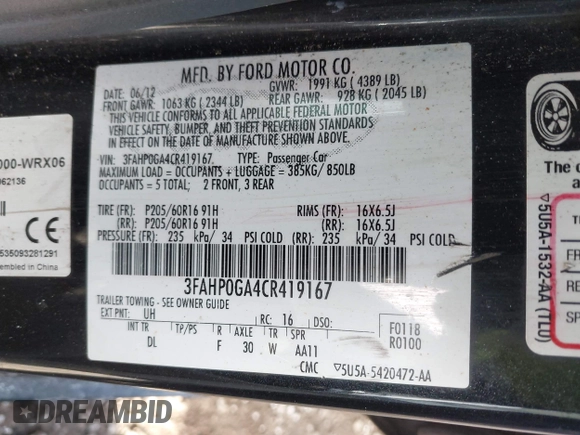 MFD. BY FORD MOTOR CO.
DATE: 06/12
GVWR: 1991 KG ( 4389 LB)
FRONT GAWR: 1063 KG ( 2344 LB)
REAR GAWR: 928 KG ( 2045 LB)
THIS VEHICLE CONFORMS TO ALL APPLICABLE FEDERAL MOTOR
VEHICLE SAFETY, BUMPER, AND THEFT PREVENTION STANDARDS
IN EFFECT ON THE DATE OF MANUFACTURE SHOWN ABOVE.
VIN: 3FAHP0GA4CR419167. TYPE: Passenger Car
MAXIMUM LOAD = OCCUPANTS + LUGGAGE = 385KG/ 850LB
OCCUPANTS = 5 TOTAL; 2 FRONT, 3 REAR
TIRE (FR): P205/60R16 91H RIMS (FR): 16X6.5J
(RR): P205/60R16 91H (RR): 16X6.5J
PRESSURE (FR): 235 kPa/ 34 PSI COLD (RR): 235 kPa/ 34 PSI COLD
3FAHP0GA4CR419167
TRAILER TOWING - SEE OWNER GUIDE
EXT PNT: UH RC: 16 DSO:
INT TR TP/PS R AXLE TR SPR
DL F 30 W AA11
F0118
R0100
CMC
▽5U5A-5420472-AA
000-WRX06
062136
535093281291
embled in China
The c
▽5U5A-1532-AA (TLU)
FR
RE
SP
DREAMBID